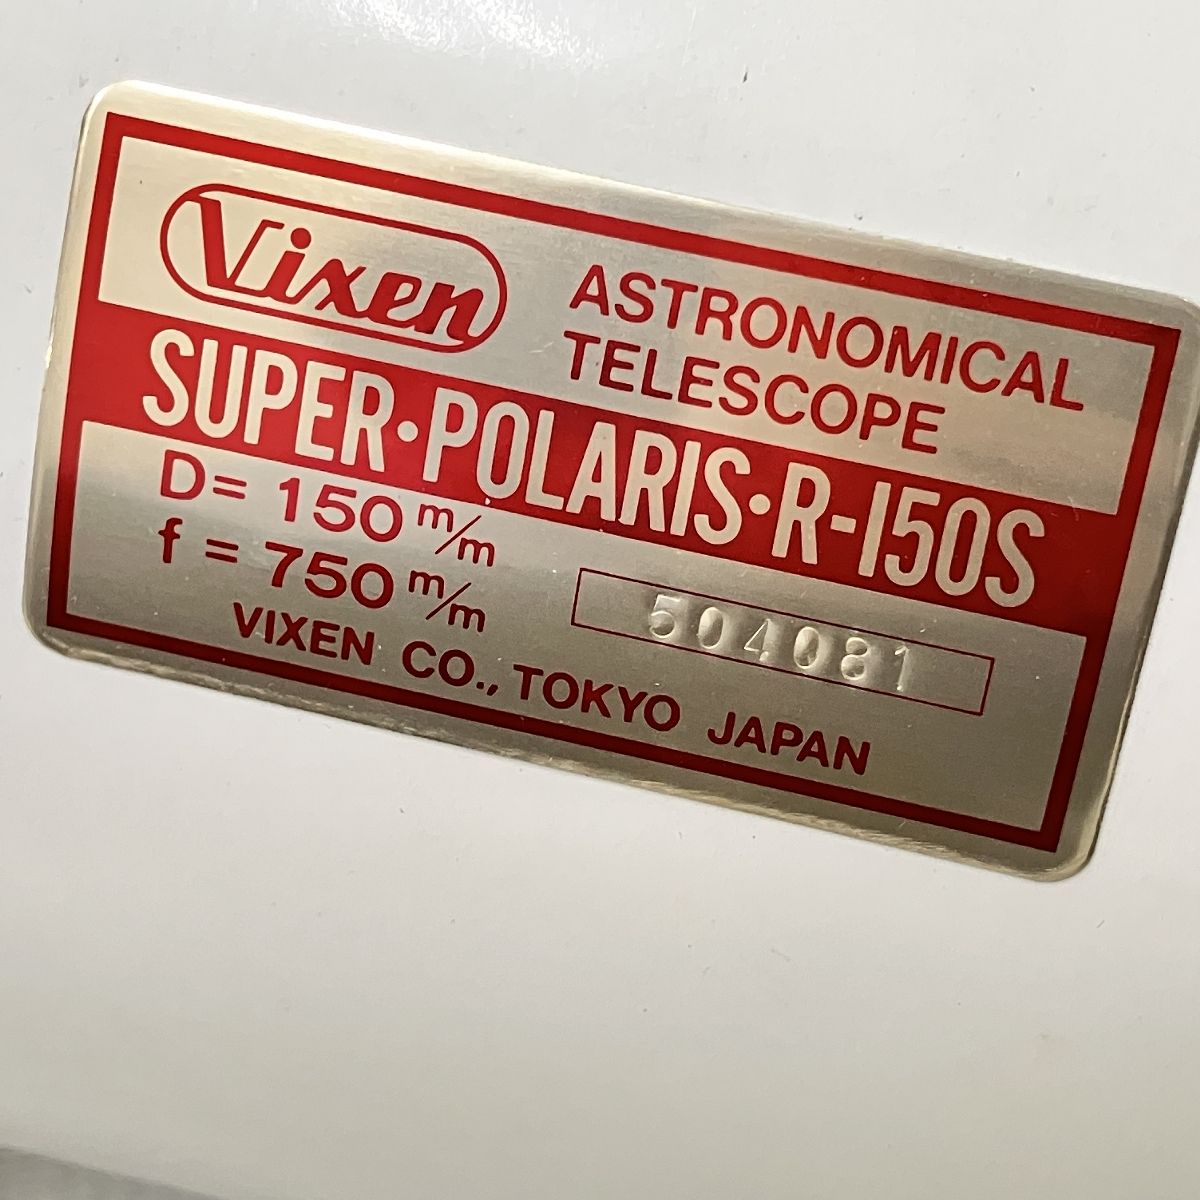 Vixen
ASTRONOMICAL
TELESCOPE
SUPER·POLARIS·R-150S
D= 150 m/m
f = 750 m/m
504081
VIXEN CO., TOKYO JAPAN